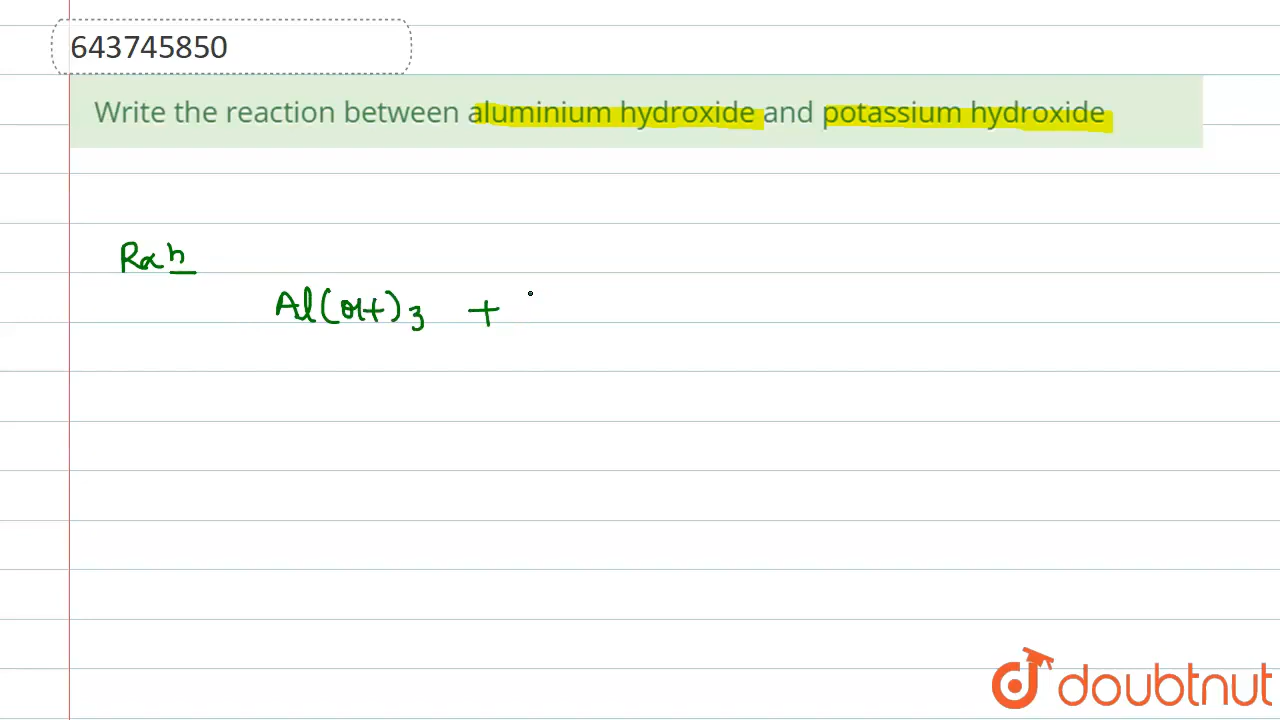 643745850
Write the reaction between aluminium hydroxide and potassium hydroxide
Rxn
Al(OH)3 +
doubtnut